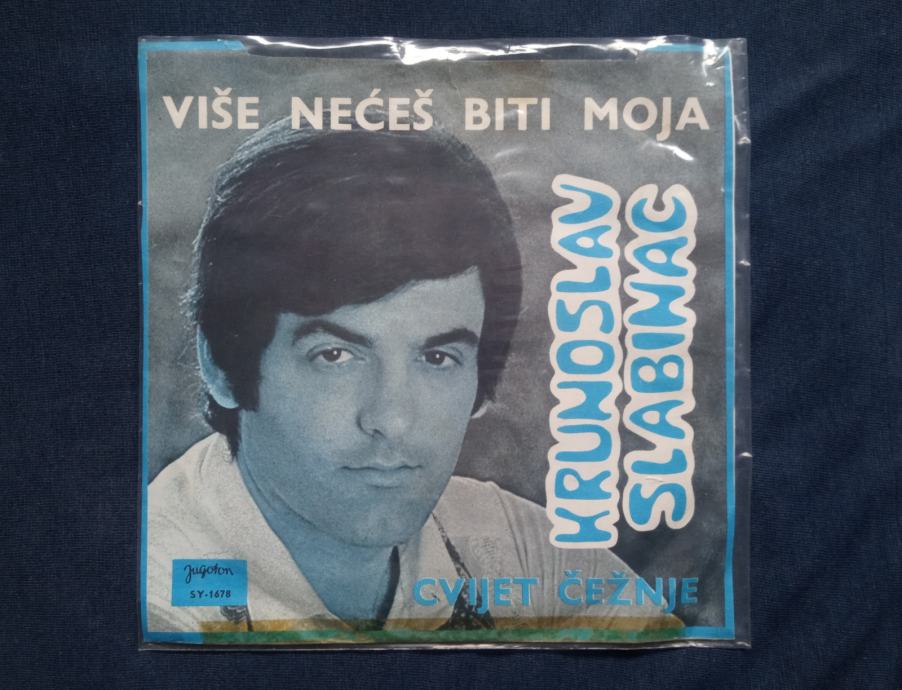 VIŠE NEĆEŠ BITI MOJA
KRUNOSLAV
SLABINAC
Jugoton
SY-1678
CVIJET ČEŽNJE